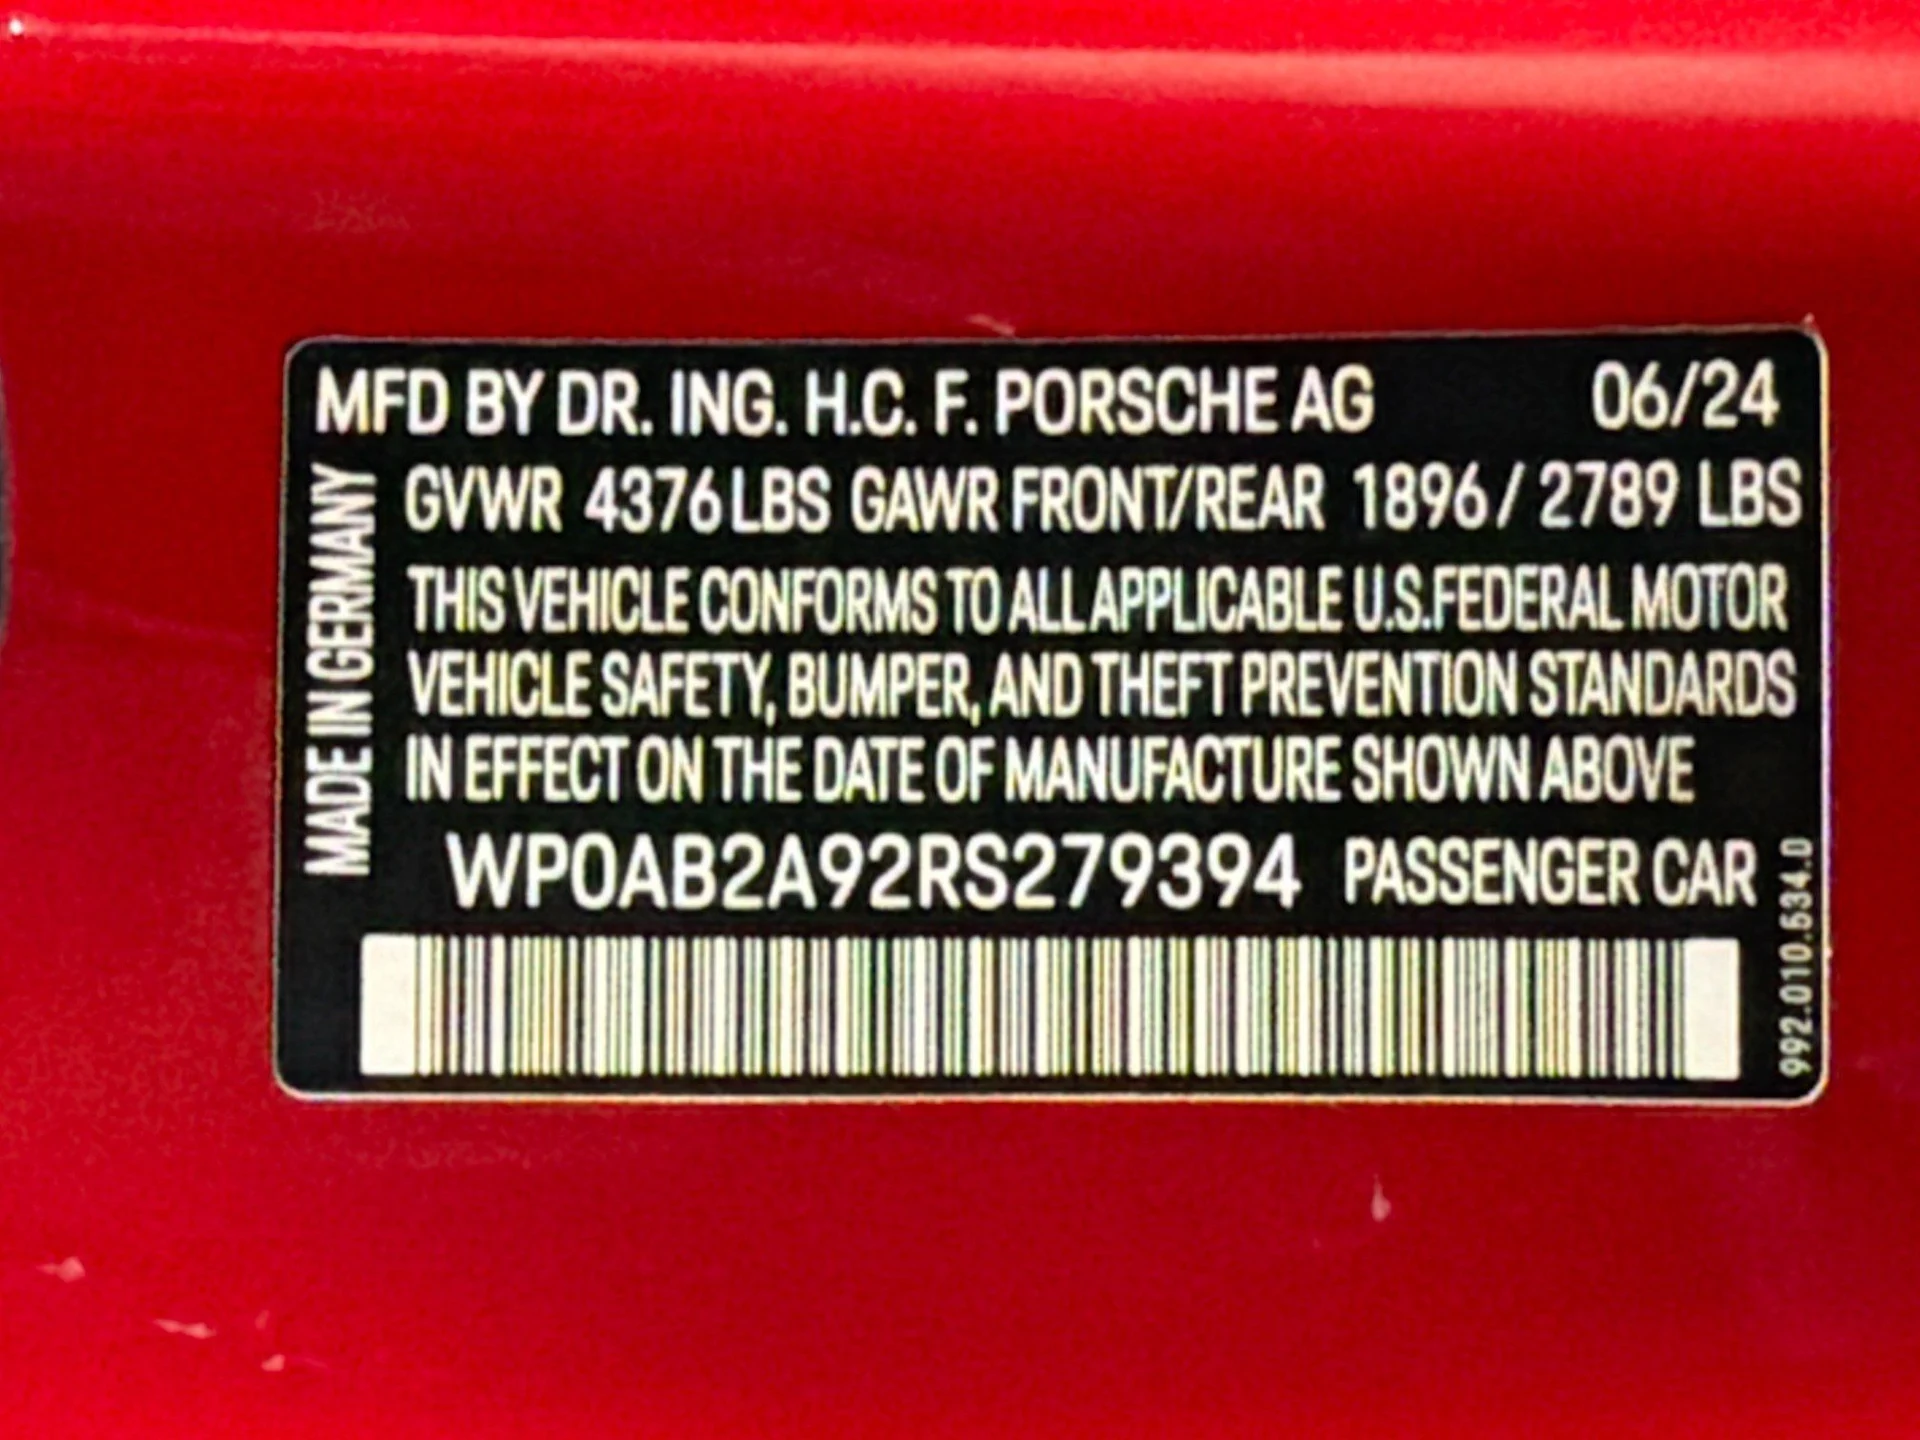 MFD BY DR. ING. H.C. F. PORSCHE AG 06/24
GVWR 4376 LBS GAWR FRONT/REAR 1896 / 2789 LBS
THIS VEHICLE CONFORMS TO ALL APPLICABLE U.S.FEDERAL MOTOR
VEHICLE SAFETY, BUMPER, AND THEFT PREVENTION STANDARDS
IN EFFECT ON THE DATE OF MANUFACTURE SHOWN ABOVE
WP0AB2A92RS279394 PASSENGER CAR
MADE IN GERMANY
992.010.534.0